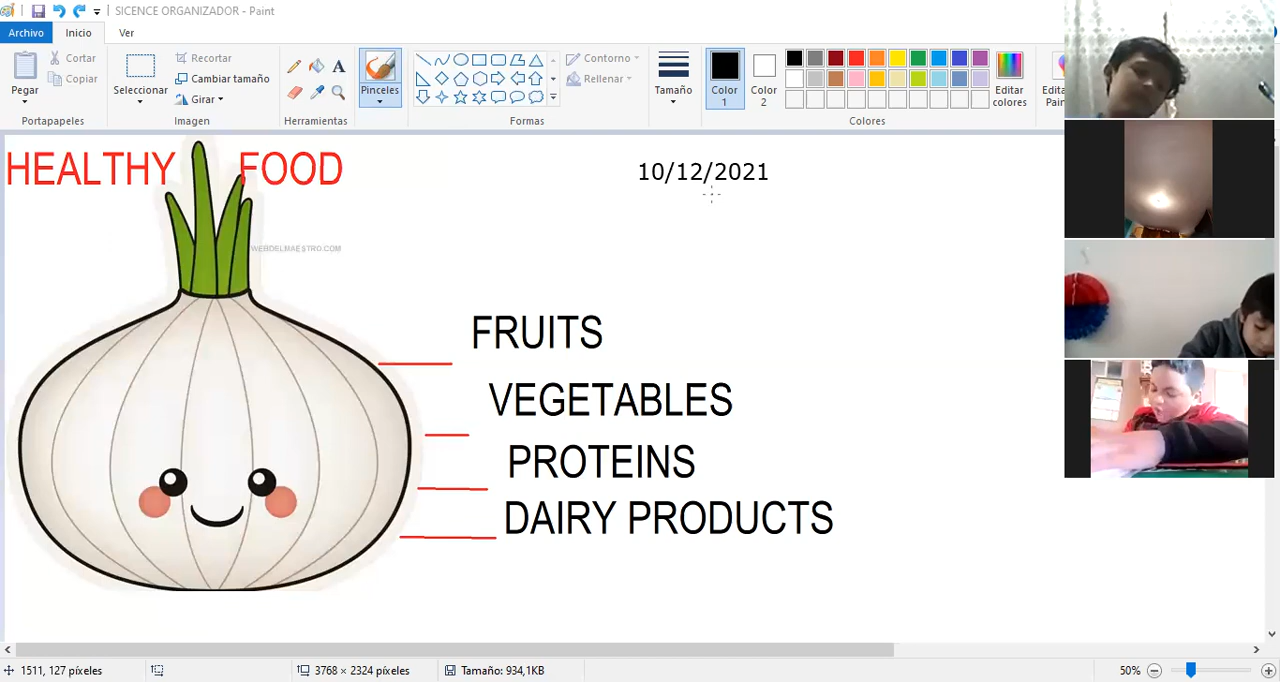 SICENCE ORGANIZADOR - Paint
Archivo Inicio Ver
Pegar
Cortar
Copiar
Portapapeles
Seleccionar
Recortar
Cambiar tamaño
Girar
Imagen
A
Herramientas
Pinceles
Contorno
Rellenar
Formas
Tamaño
Color 1
Color 2
Editar colores
Colores
HEALTHY FOOD
10/12/2021
WEBDELMAESTRO.COM
FRUITS
VEGETABLES
PROTEINS
DAIRY PRODUCTS
1511, 127 píxeles
3768 × 2324 píxeles
Tamaño: 934,1KB
50%